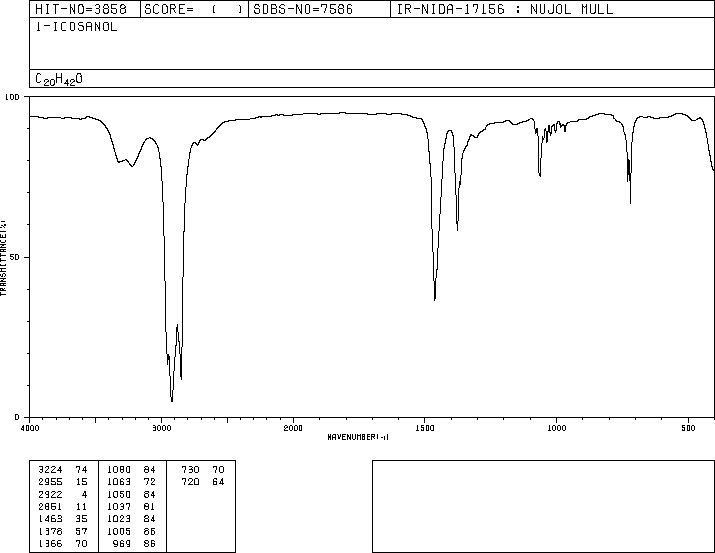 HIT-NO=3858 SCORE= ( ) SDBS-NO=7586 IR-NIDA-17156 : NUJOL MULL
1-ICOSANOL
C20H42O
100
50
0
TRANSMITTANCE(%)
4000 3000 2000 1500 1000 500
WAVENUMBER(-1)
3224 74 1080 84 730 70
2955 15 1063 72 720 64
2922 4 1050 84
2851 11 1037 81
1463 35 1023 84
1378 57 1005 86
1366 70 969 86